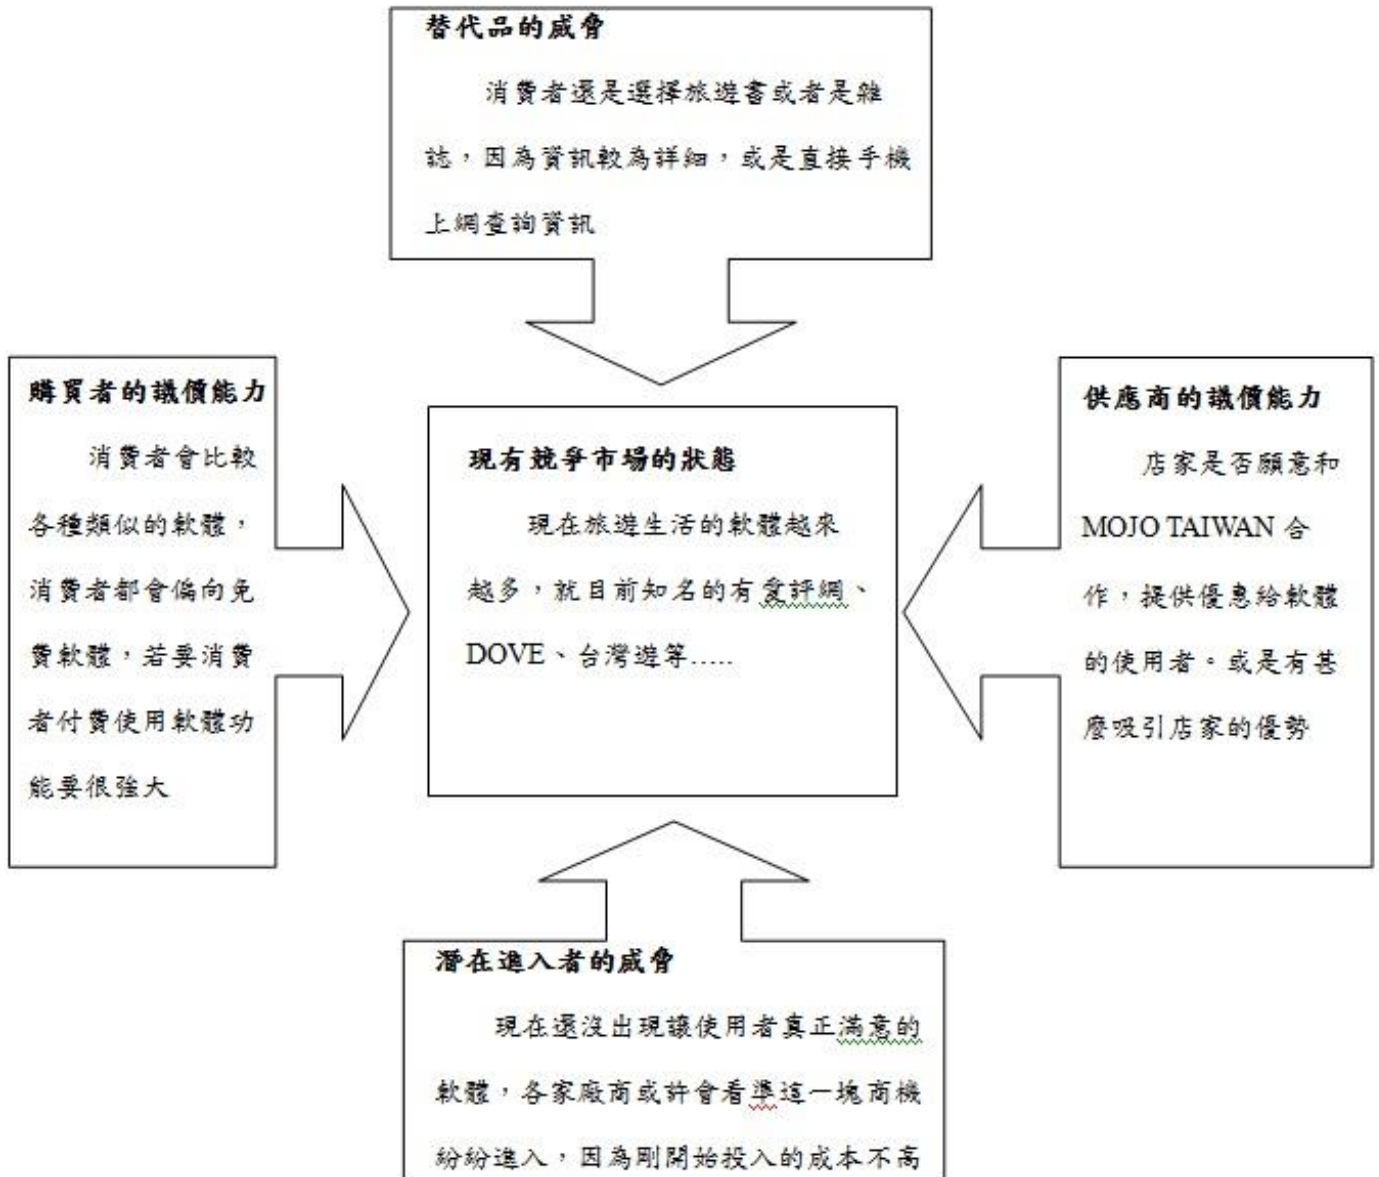 替代品的威脅
消費者還是選擇旅遊書或者是雜
誌，因為資訊較為詳細，或是直接手機
上網查詢資訊
購買者的議價能力
消費者會比較
各種類似的軟體，
消費者都會偏向免
費軟體，若要消費
者付費使用軟體功
能要很強大
現有競爭市場的狀態
現在旅遊生活的軟體越來
越多，就目前知名的有愛評網、
DOVE、台灣遊等…..
供應商的議價能力
店家是否願意和
MOJO TAIWAN 合
作，提供優惠給軟體
的使用者。或是有甚
麼吸引店家的優勢
潛在進入者的威脅
現在還沒出現讓使用者真正滿意的
軟體，各家廠商或許會看準這一塊商機
紛紛進入，因為剛開始投入的成本不高